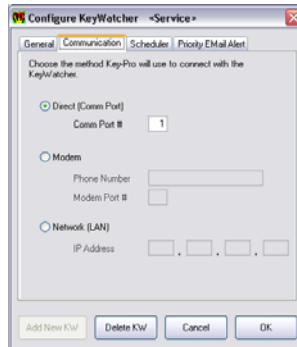 Configure KeyWatcher <Service>
General Communication Scheduler Priority EMail Alert
Choose the method Key-Pro will use to connect with the
KeyWatcher.
Direct (Comm Port)
Comm Port # 1
Modem
Phone Number
Modem Port #
Network (LAN)
IP Address . . .
Add New KW Delete KW Cancel OK